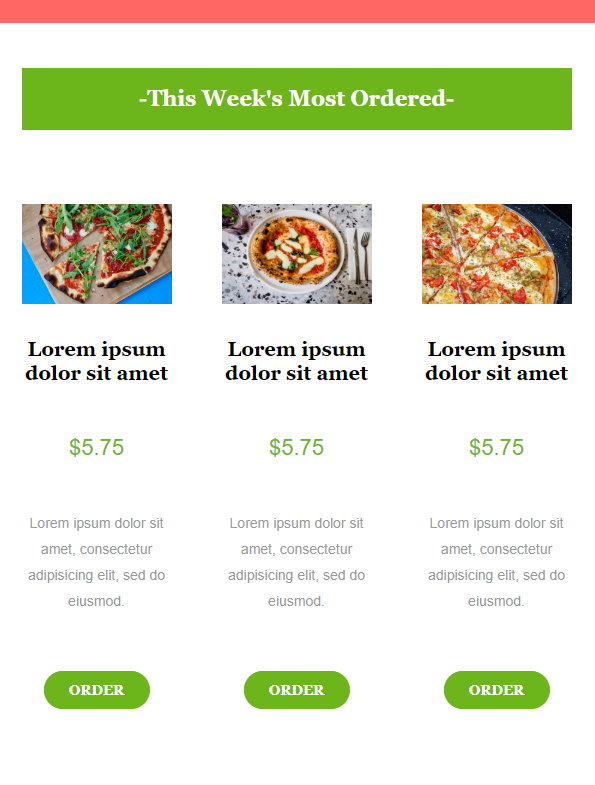 -This Week's Most Ordered-
Lorem ipsum
dolor sit amet
$5.75
Lorem ipsum dolor sit
amet, consectetur
adipisicing elit, sed do
eiusmod.
ORDER
Lorem ipsum
dolor sit amet
$5.75
Lorem ipsum dolor sit
amet, consectetur
adipisicing elit, sed do
eiusmod.
ORDER
Lorem ipsum
dolor sit amet
$5.75
Lorem ipsum dolor sit
amet, consectetur
adipisicing elit, sed do
eiusmod.
ORDER